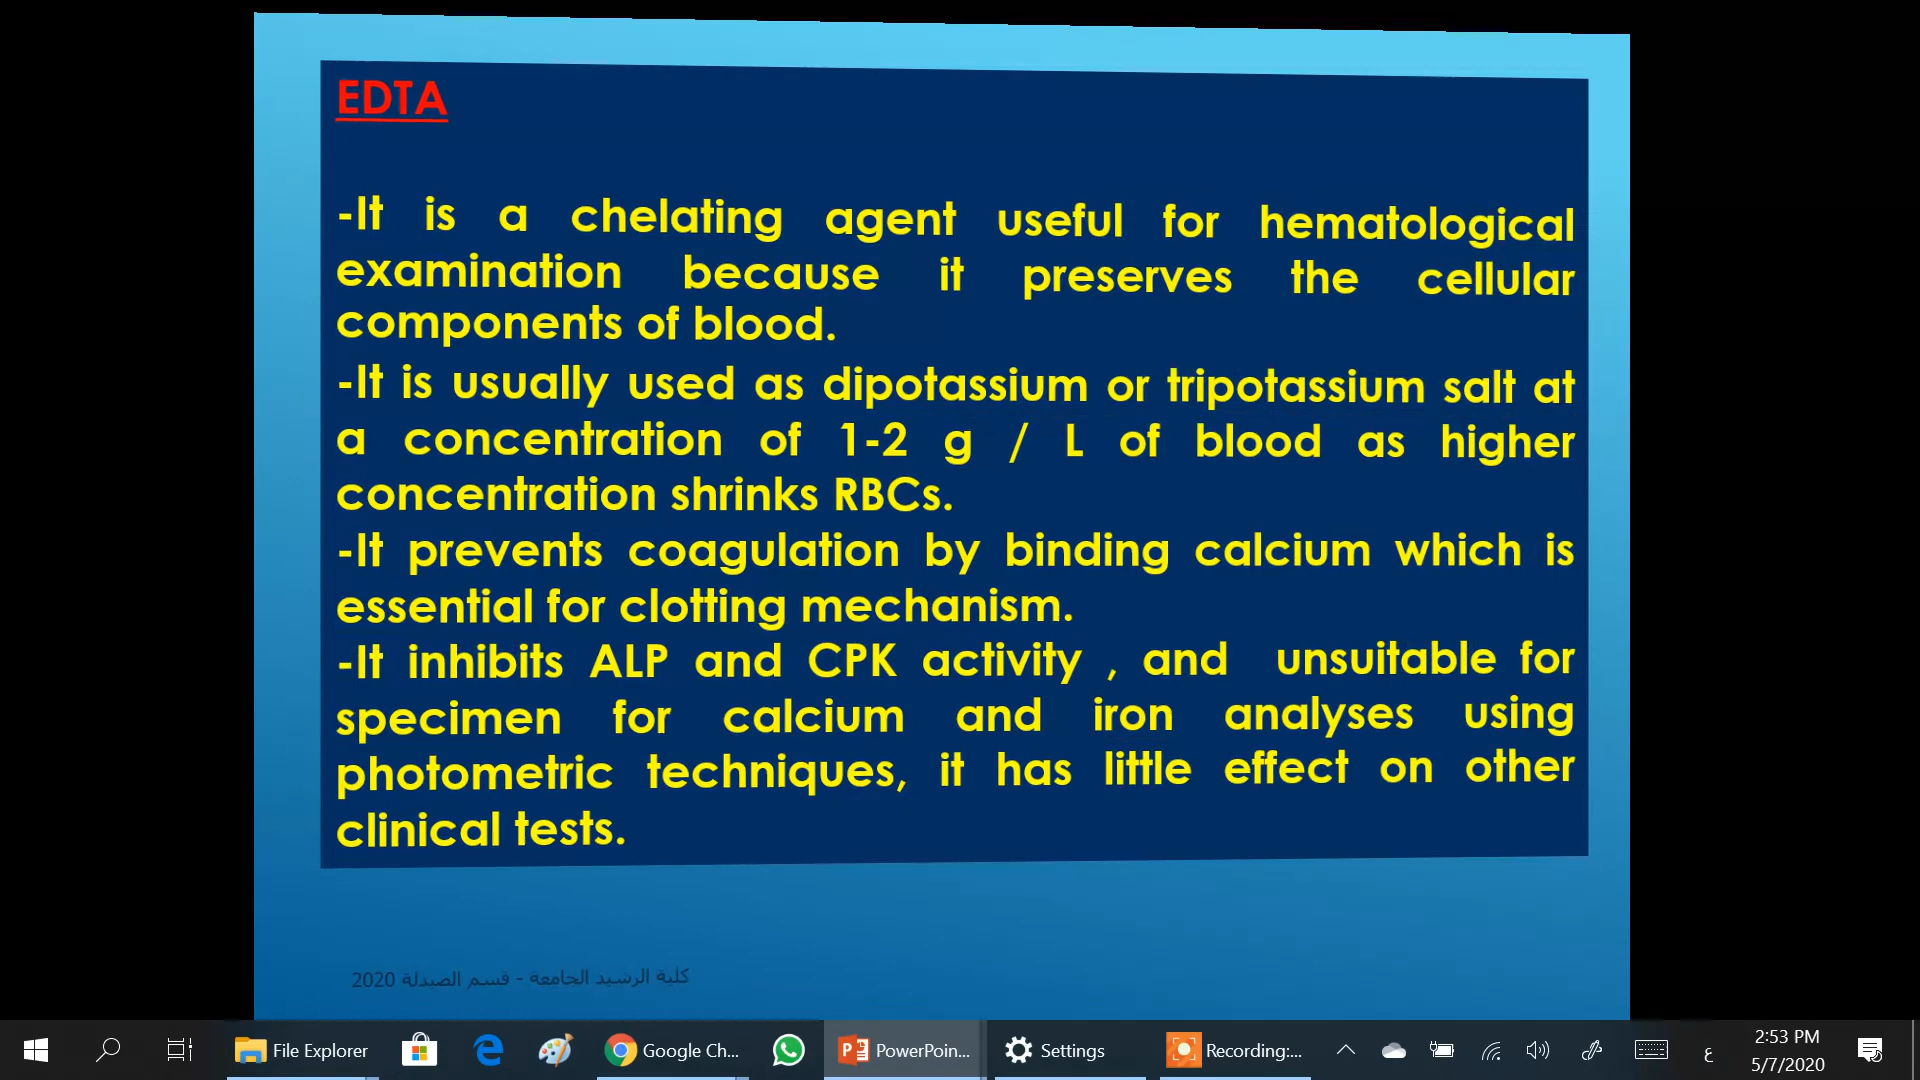 EDTA
-It is a chelating agent useful for hematological
examination because it preserves the cellular
components of blood.
-It is usually used as dipotassium or tripotassium salt at
a concentration of 1-2 g / L of blood as higher
concentration shrinks RBCs.
-It prevents coagulation by binding calcium which is
essential for clotting mechanism.
-It inhibits ALP and CPK activity , and unsuitable for
specimen for calcium and iron analyses using
photometric techniques, it has little effect on other
clinical tests.
كلية الرشيد الجامعة - قسم الصيدلة 2020
File Explorer
Google Ch...
PowerPoin...
Settings
Recording:...
ع
2:53 PM
5/7/2020